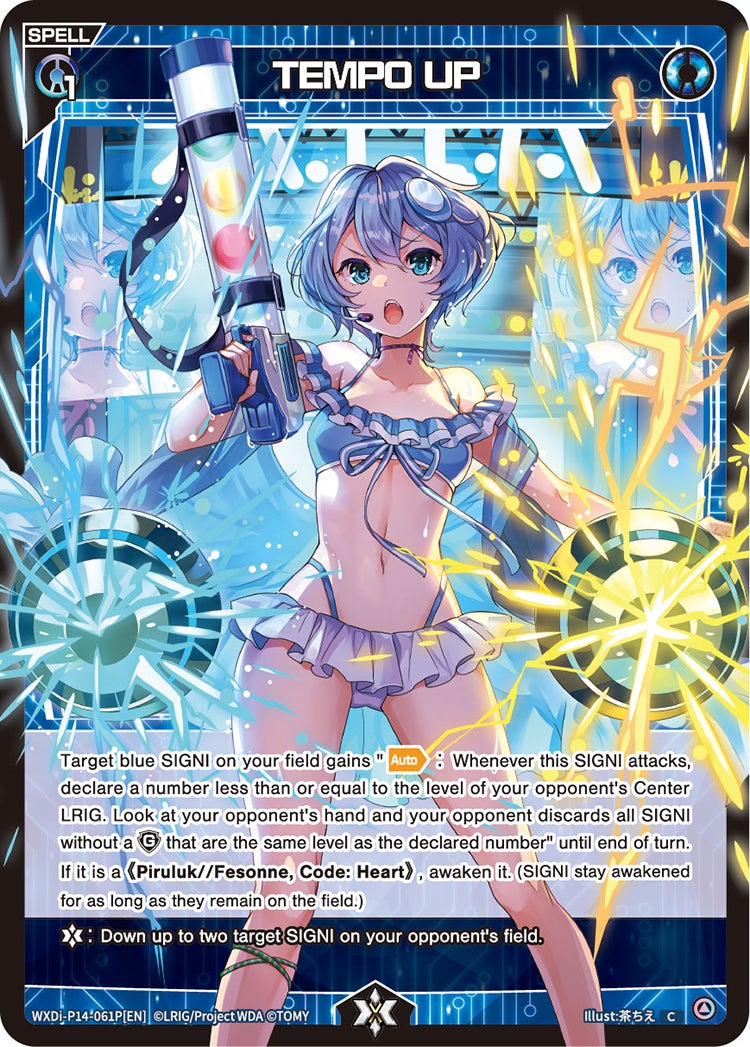 SPELL
1
TEMPO UP
Target blue SIGNI on your field gains " Auto : Whenever this SIGNI attacks,
declare a number less than or equal to the level of your opponent's Center
LRIG. Look at your opponent's hand and your opponent discards all SIGNI
without a G that are the same level as the declared number" until end of turn.
If it is a 《Piruluk//Fesonne, Code: Heart》, awaken it. (SIGNI stay awakened
for as long as they remain on the field.)
: Down up to two target SIGNI on your opponent's field.
WXDi-P14-061P[EN] ©LRIG/Project WDA ©TOMY Illust:茶ちえ C